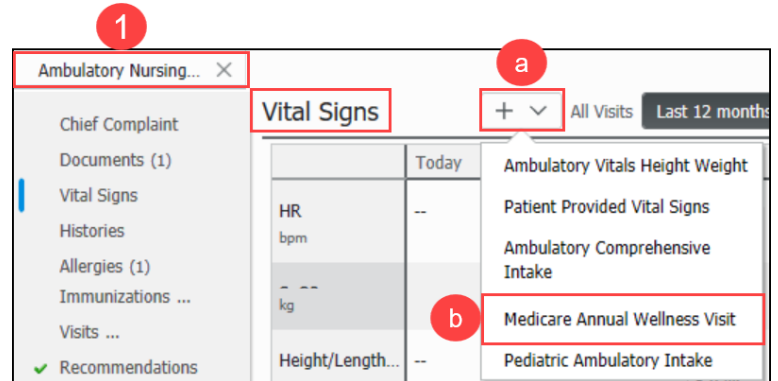 1
Ambulatory Nursing...
a
Vital Signs
All Visits
Last 12 months
Chief Complaint
Documents (1)
Vital Signs
Histories
Allergies (1)
Immunizations ...
Visits ...
Recommendations
Today
HR
--
bpm
kg
Height/Length...
--
Ambulatory Vitals Height Weight
Patient Provided Vital Signs
Ambulatory Comprehensive
Intake
b
Medicare Annual Wellness Visit
Pediatric Ambulatory Intake